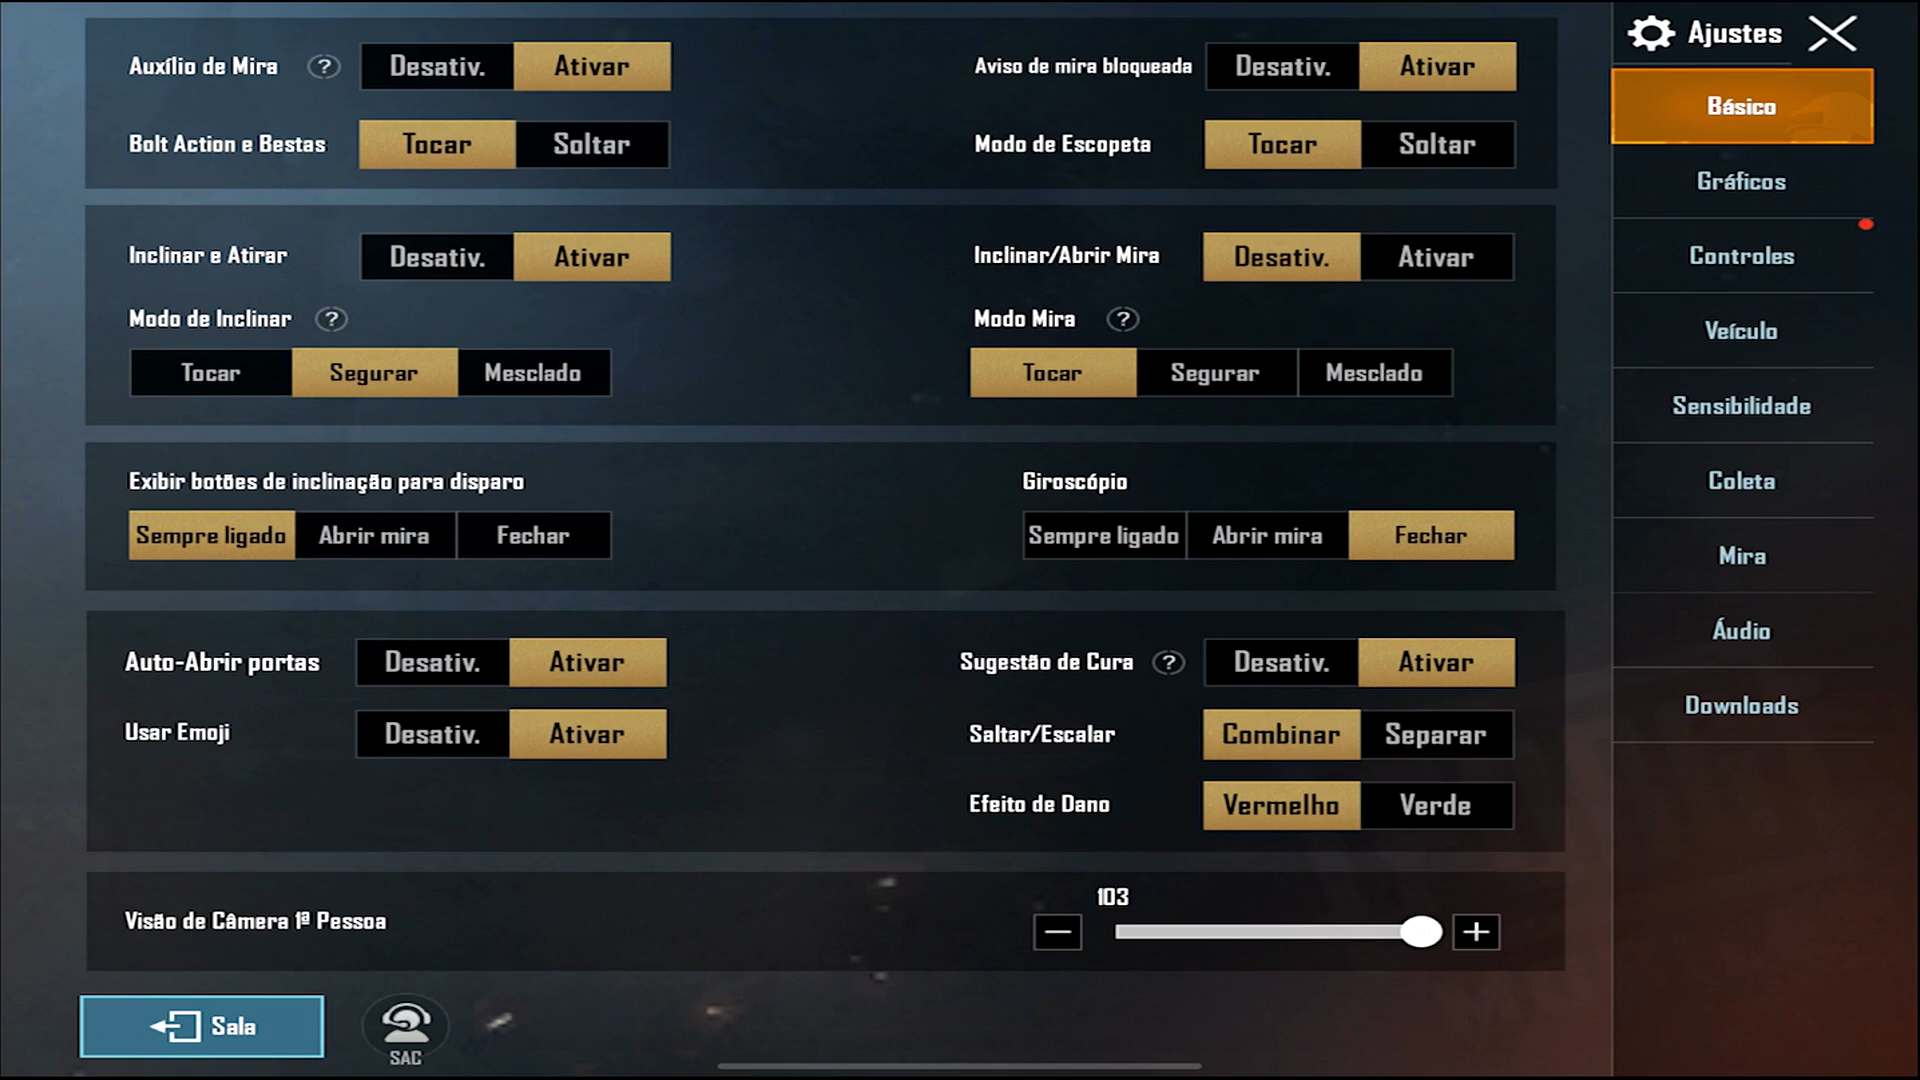 Ajustes
Auxílio de Mira ? Desativ. Ativar
Aviso de mira bloqueada Desativ. Ativar
Bolt Action e Bestas Tocar Soltar
Modo de Escopeta Tocar Soltar
Inclinar e Atirar Desativ. Ativar
Inclinar/Abrir Mira Desativ. Ativar
Modo de Inclinar ?
Modo Mira ?
Tocar Segurar Mesclado
Tocar Segurar Mesclado
Exibir botões de inclinação para disparo
Giroscópio
Sempre ligado Abrir mira Fechar
Sempre ligado Abrir mira Fechar
Auto-Abrir portas Desativ. Ativar
Sugestão de Cura ? Desativ. Ativar
Usar Emoji Desativ. Ativar
Saltar/Escalar Combinar Separar
Efeito de Dano Vermelho Verde
103
Visão de Câmera 1ª Pessoa
Sala
SAC
Básico
Gráficos
Controles
Veículo
Sensibilidade
Coleta
Mira
Áudio
Downloads